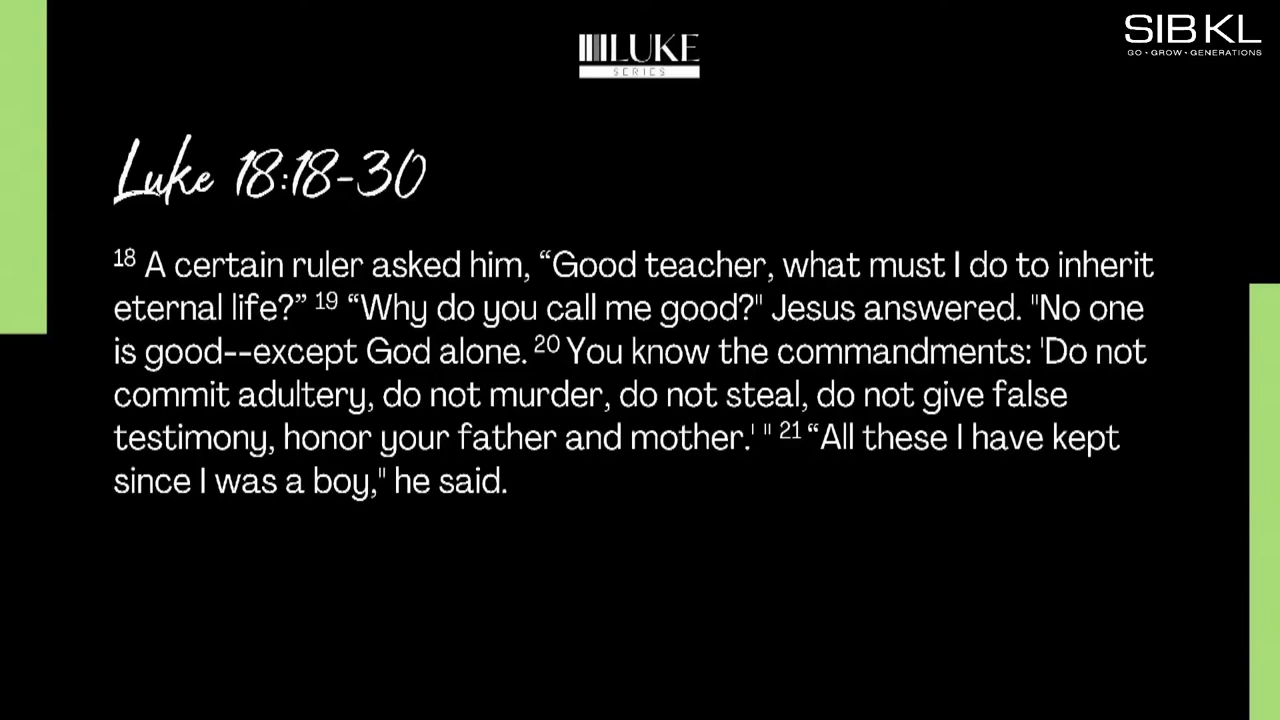 LUKE
SERIES
SIBKL
GO • GROW • GENERATIONS
Luke 18:18-30
18 A certain ruler asked him, “Good teacher, what must I do to inherit
eternal life?” 19 “Why do you call me good?" Jesus answered. "No one
is good--except God alone. 20 You know the commandments: 'Do not
commit adultery, do not murder, do not steal, do not give false
testimony, honor your father and mother.' " 21 “All these I have kept
since I was a boy," he said.